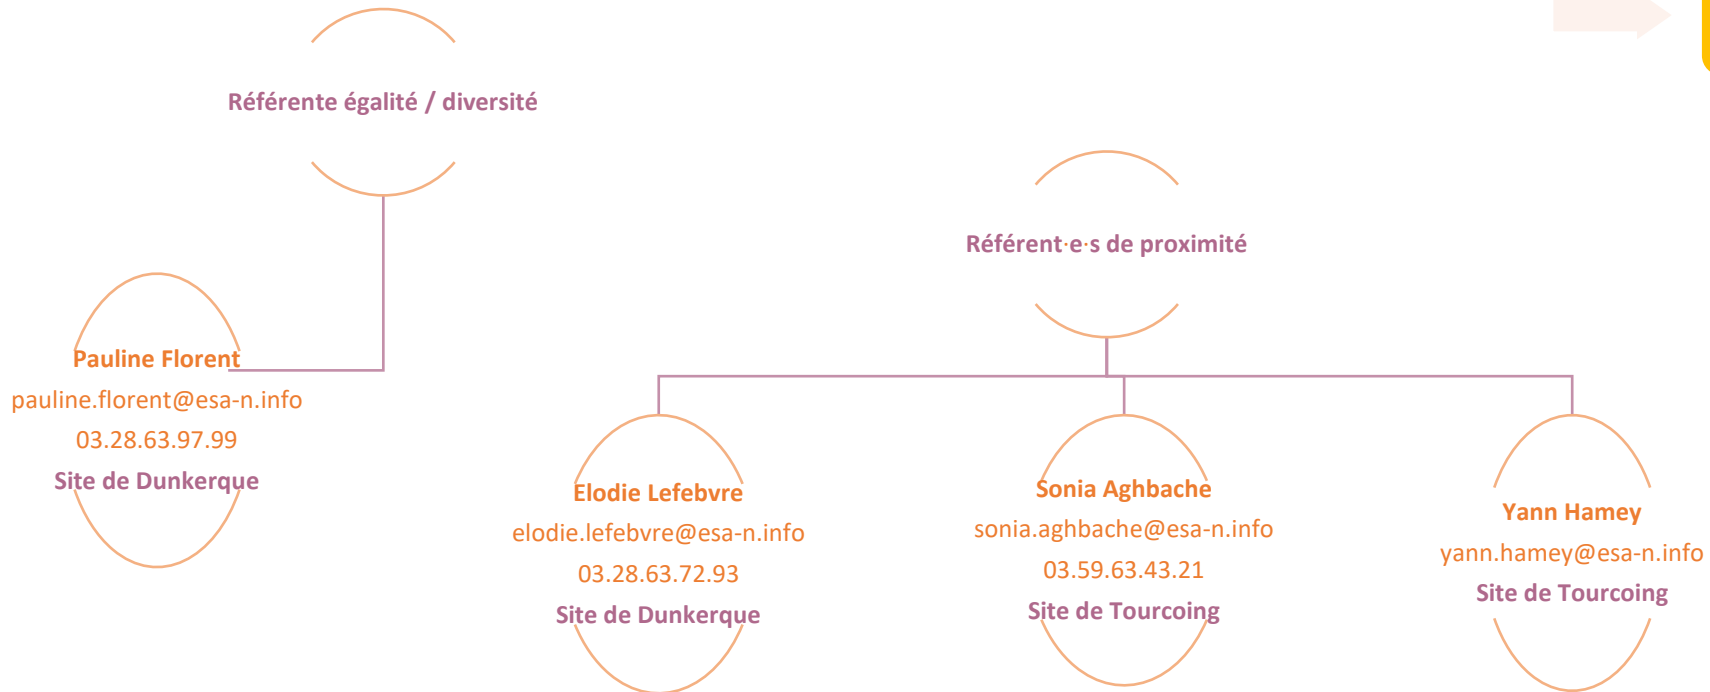 Référente égalité / diversité
Pauline Florent
pauline.florent@esa-n.info
03.28.63.97.99
Site de Dunkerque
Référent·e·s de proximité
Elodie Lefebvre
elodie.lefebvre@esa-n.info
03.28.63.72.93
Site de Dunkerque
Sonia Aghbache
sonia.aghbache@esa-n.info
03.59.63.43.21
Site de Tourcoing
Yann Hamey
yann.hamey@esa-n.info
Site de Tourcoing